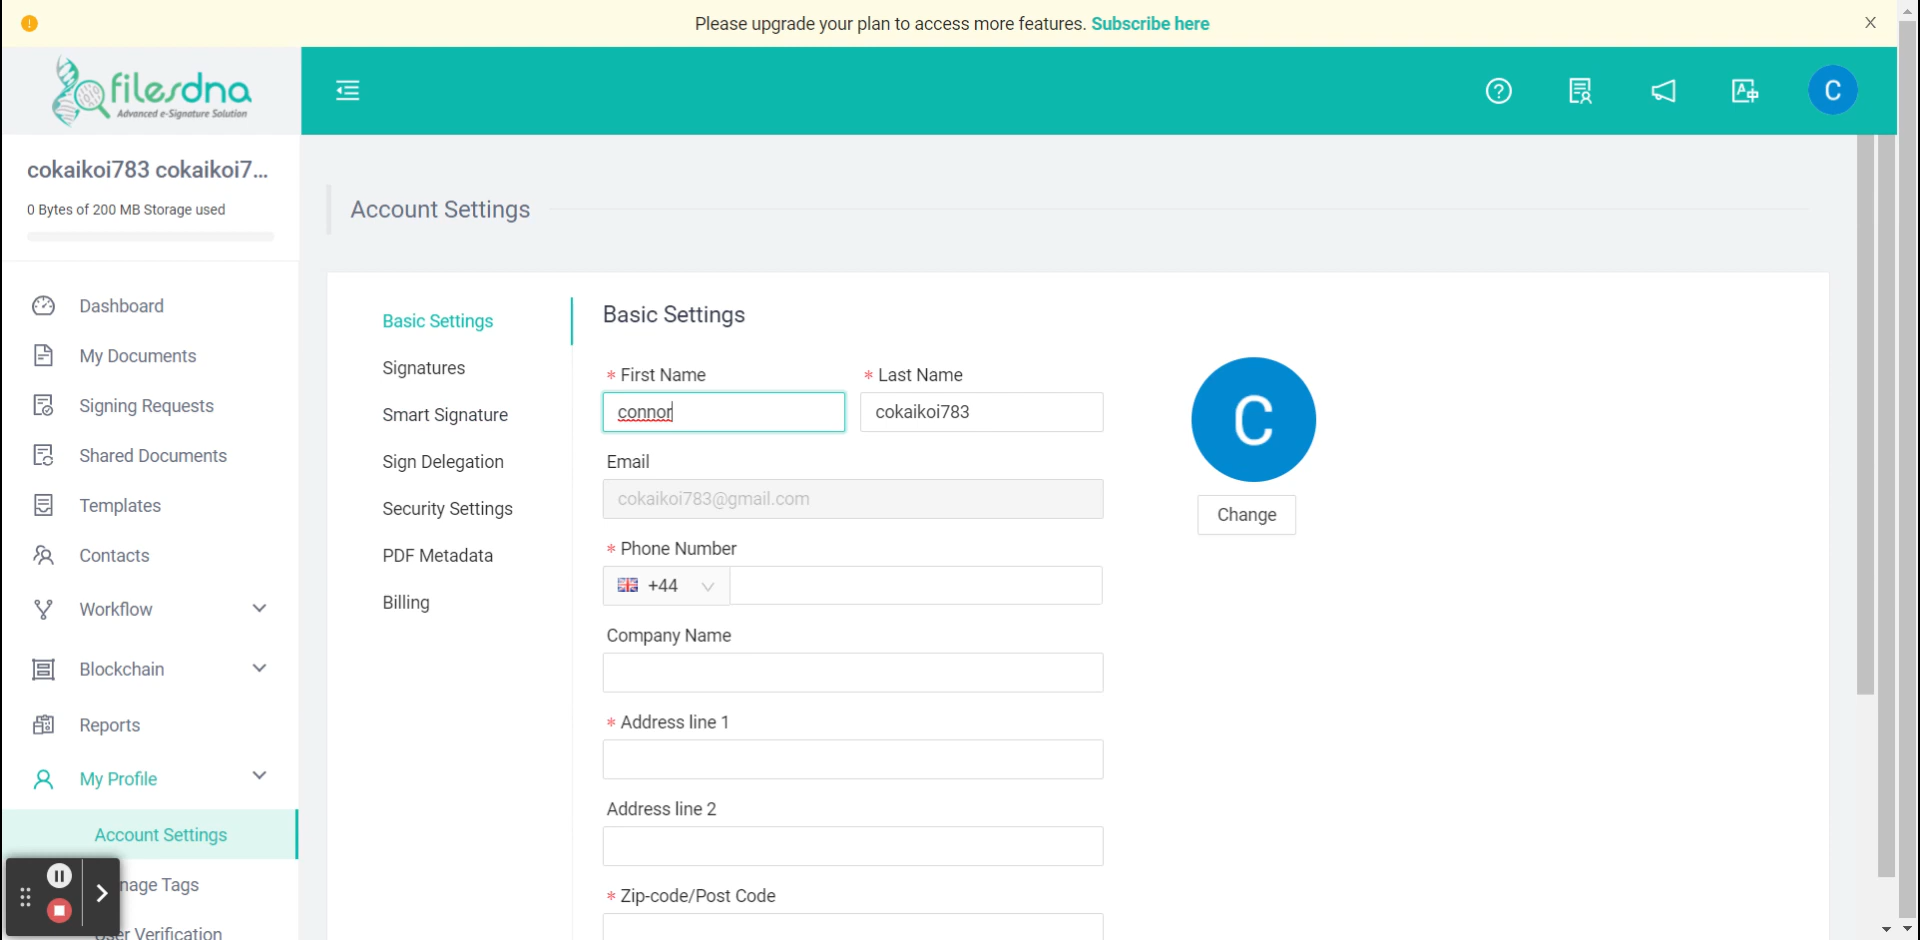 Please upgrade your plan to access more features. Subscribe here
filesdna
Advanced e-Signature Solution
C
cokaikoi783 cokaikoi7...
0 Bytes of 200 MB Storage used
Dashboard
My Documents
Signing Requests
Shared Documents
Templates
Contacts
Workflow
Blockchain
Reports
My Profile
Account Settings
nage Tags
ser Verification
Account Settings
Basic Settings
Signatures
Smart Signature
Sign Delegation
Security Settings
PDF Metadata
Billing
Basic Settings
* First Name
connor
* Last Name
cokaikoi783
Email
cokaikoi783@gmail.com
* Phone Number
+44
Company Name
* Address line 1
Address line 2
* Zip-code/Post Code
C
Change